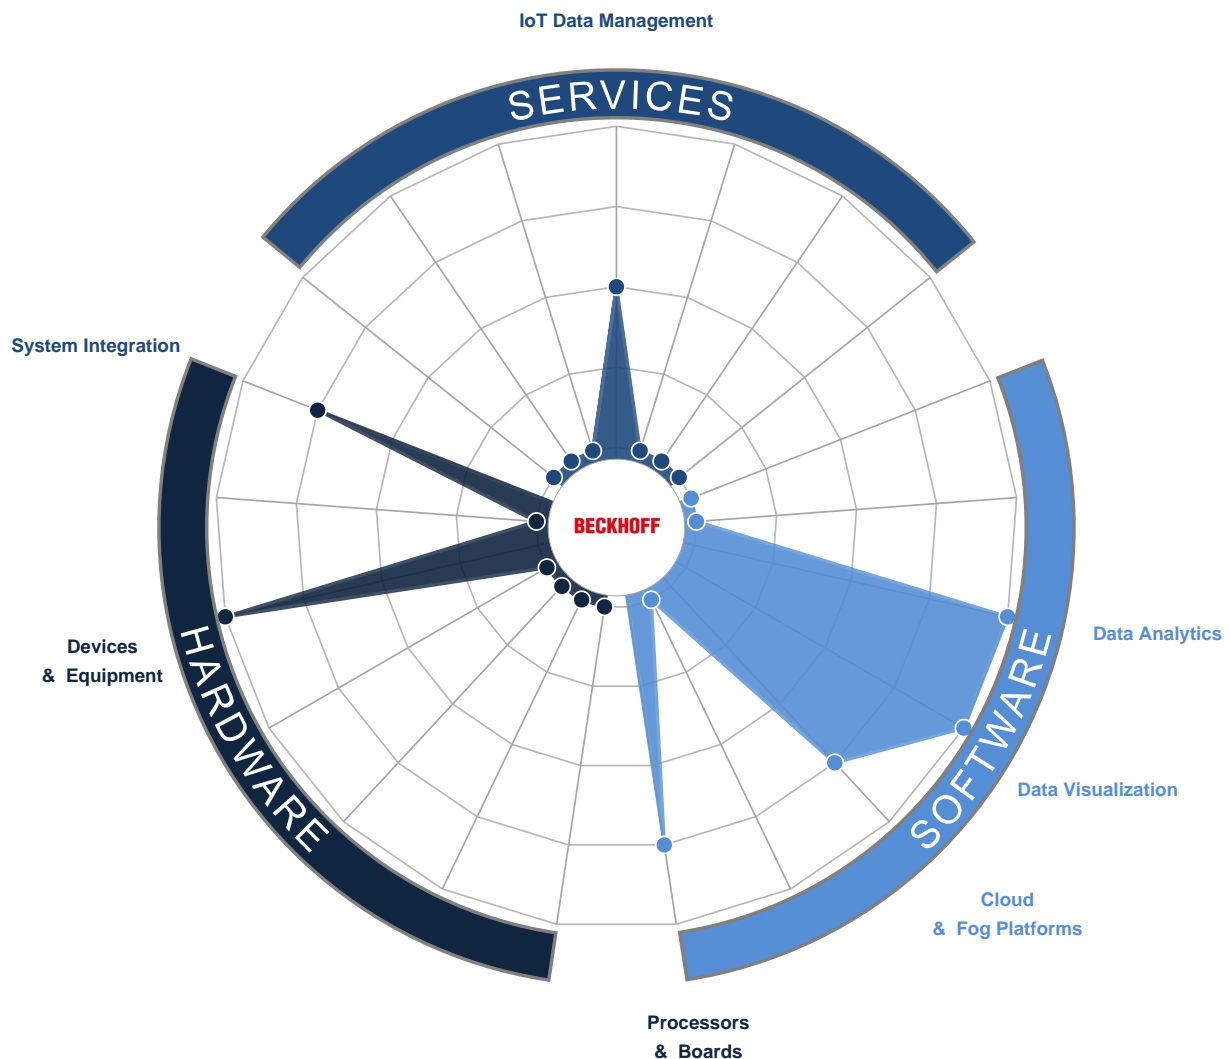 IoT Data Management
SERVICES
System Integration
BECKHOFF
Devices
& Equipment
HARDWARE
Data Analytics
SOFTWARE
Data Visualization
Cloud
& Fog Platforms
Processors
& Boards